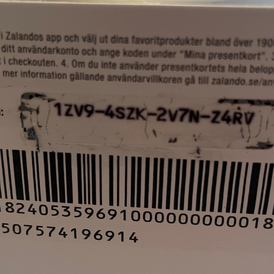 i Zalandos app och välj ut dina favoritprodukter bland över 190
ditt användarkonto och ange koden under "Mina presentkort".
t i checkouten. 4. Om du inte använder presentkortets hela belop
mer information gällande användarvillkoren gå till zalando.se/
1ZV9-4SZK-2V7N-Z4RV
82405359691000000000018
507574196914